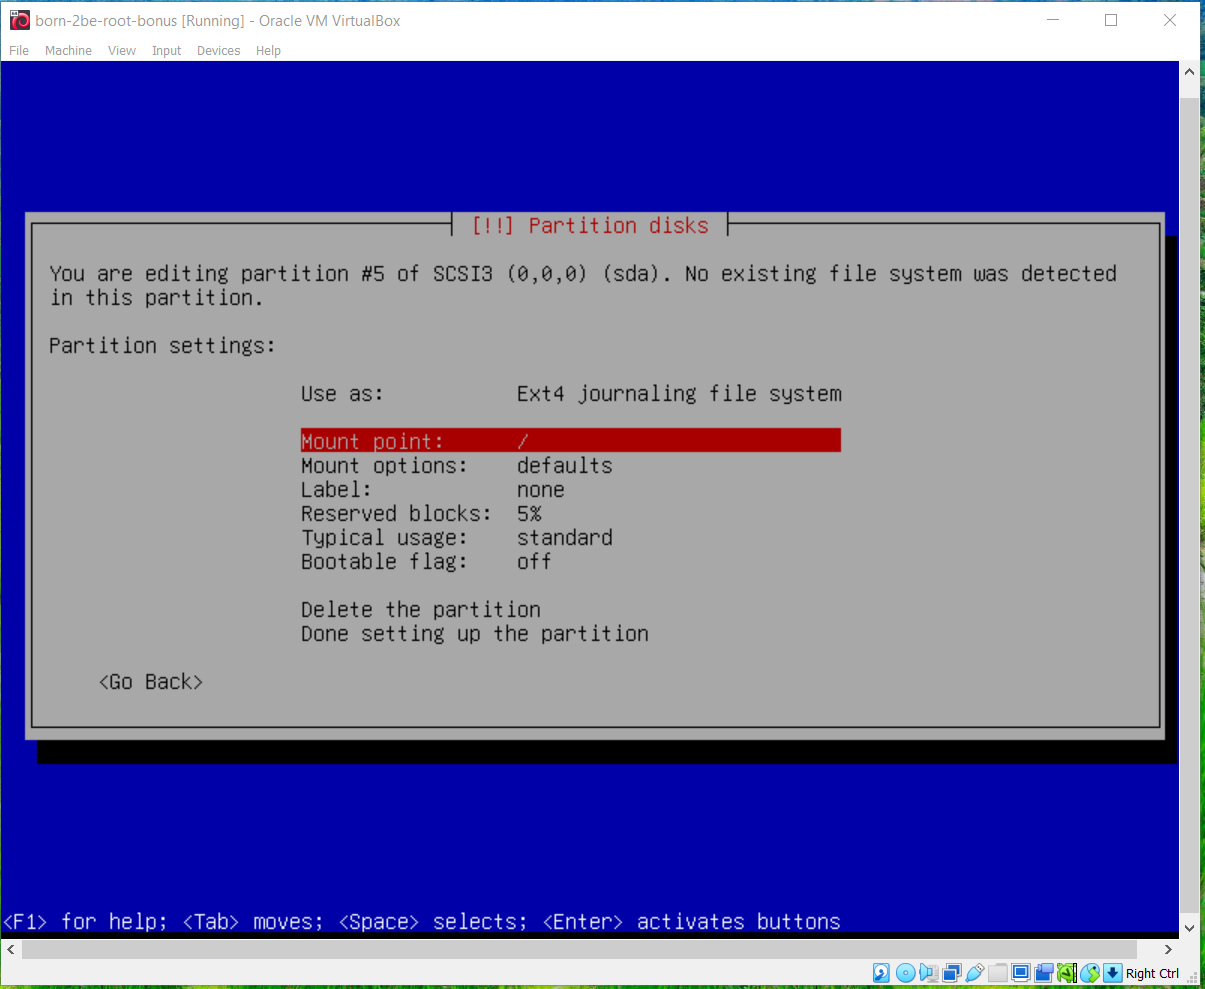 born-2be-root-bonus [Running] - Oracle VM VirtualBox
File Machine View Input Devices Help
[!!] Partition disks
You are editing partition #5 of SCSI3 (0,0,0) (sda). No existing file system was detected
in this partition.
Partition settings:
Use as: Ext4 journaling file system
Mount point: /
Mount options: defaults
Label: none
Reserved blocks: 5%
Typical usage: standard
Bootable flag: off
Delete the partition
Done setting up the partition
<Go Back>
<F1> for help; <Tab> moves; <Space> selects; <Enter> activates buttons
Right Ctrl